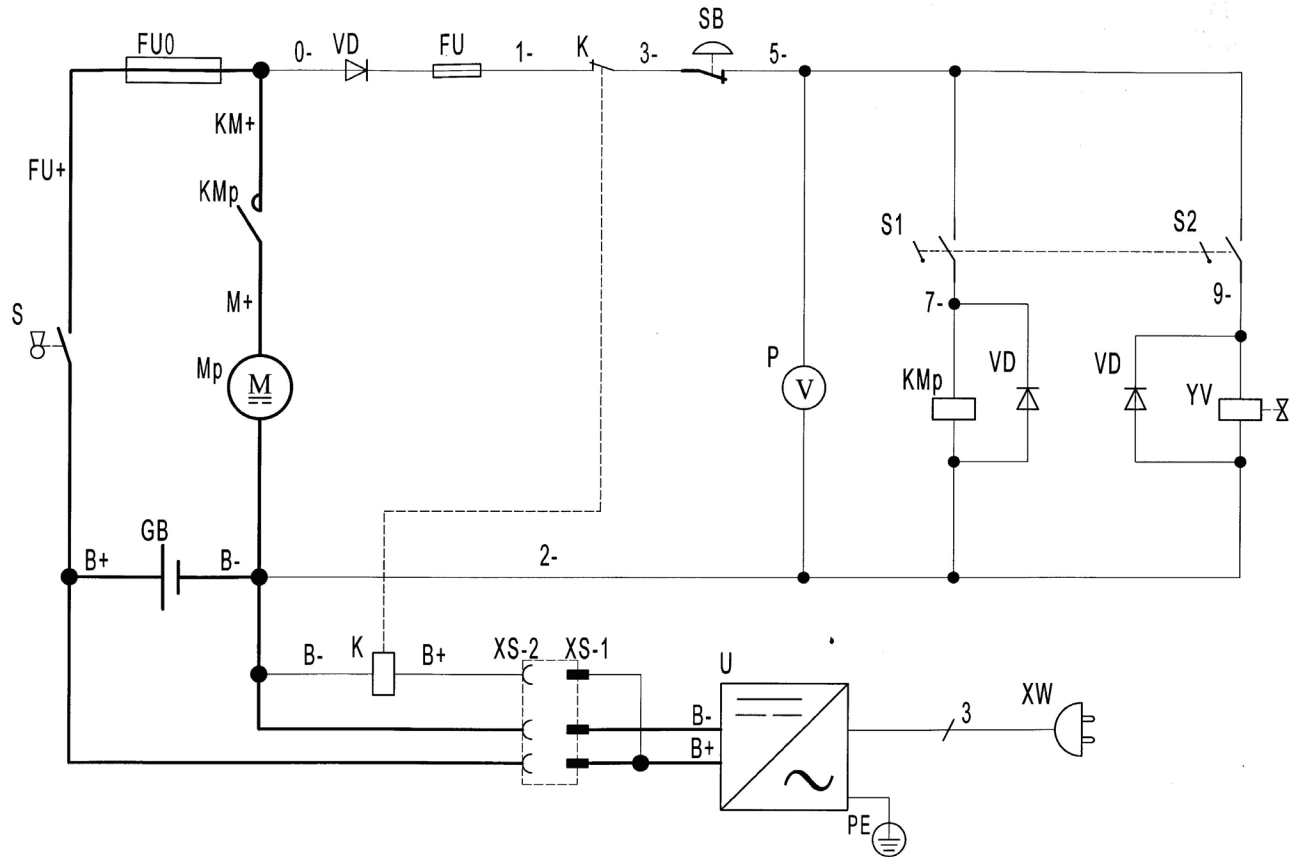 SB
FU0 0- VD FU 1- K 3- 5-
KM+
FU+
KMp
S1 S2
M+ 7- 9-
S
Mp M P V KMp VD VD YV
GB
B+ B- 2-
B- K B+ XS-2 XS-1 U
XW
B- 3
B+
PE